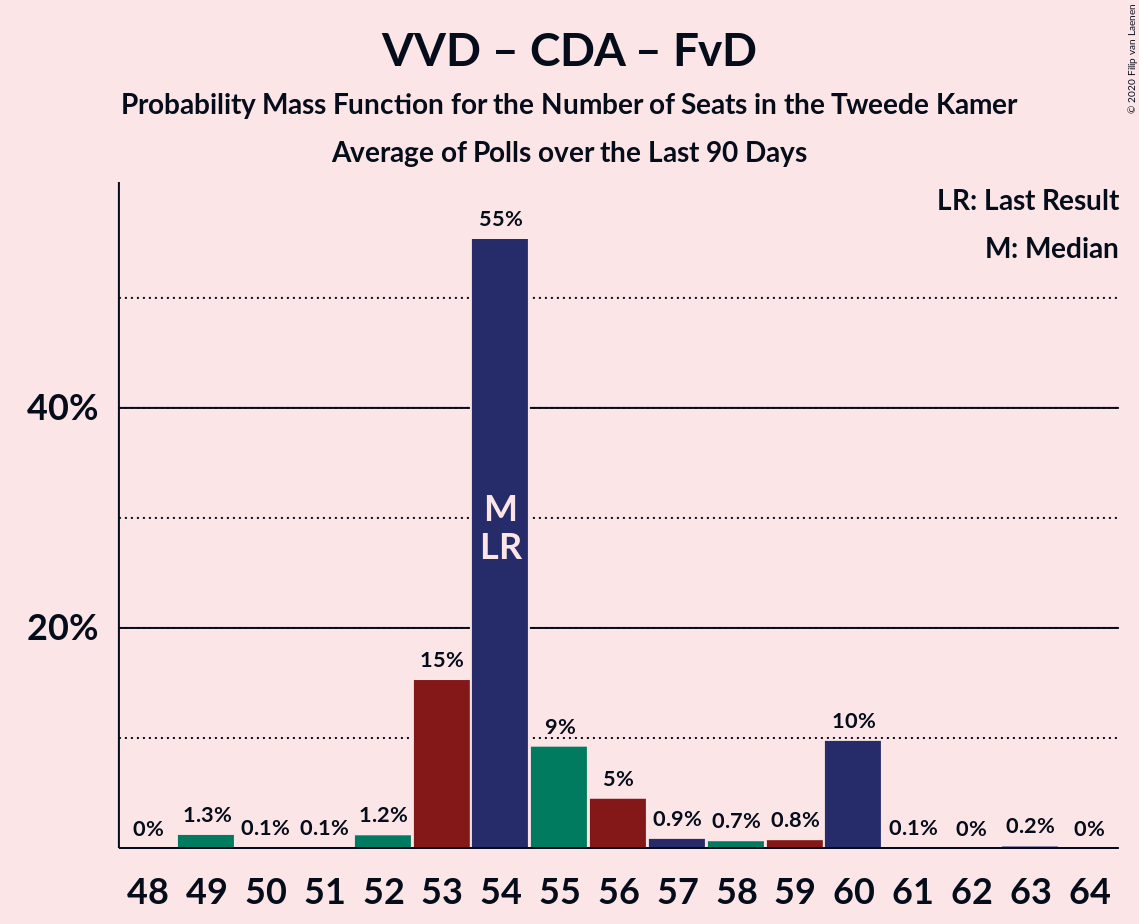 VVD – CDA – FvD
Probability Mass Function for the Number of Seats in the Tweede Kamer
Average of Polls over the Last 90 Days
© 2020 Filip van Laenen
LR: Last Result
M: Median
40%
20%
0% 1.3% 0.1% 0.1% 1.2% 15% 55% 9% 5% 0.9% 0.7% 0.8% 10% 0.1% 0% 0.2% 0%
M
LR
48 49 50 51 52 53 54 55 56 57 58 59 60 61 62 63 64